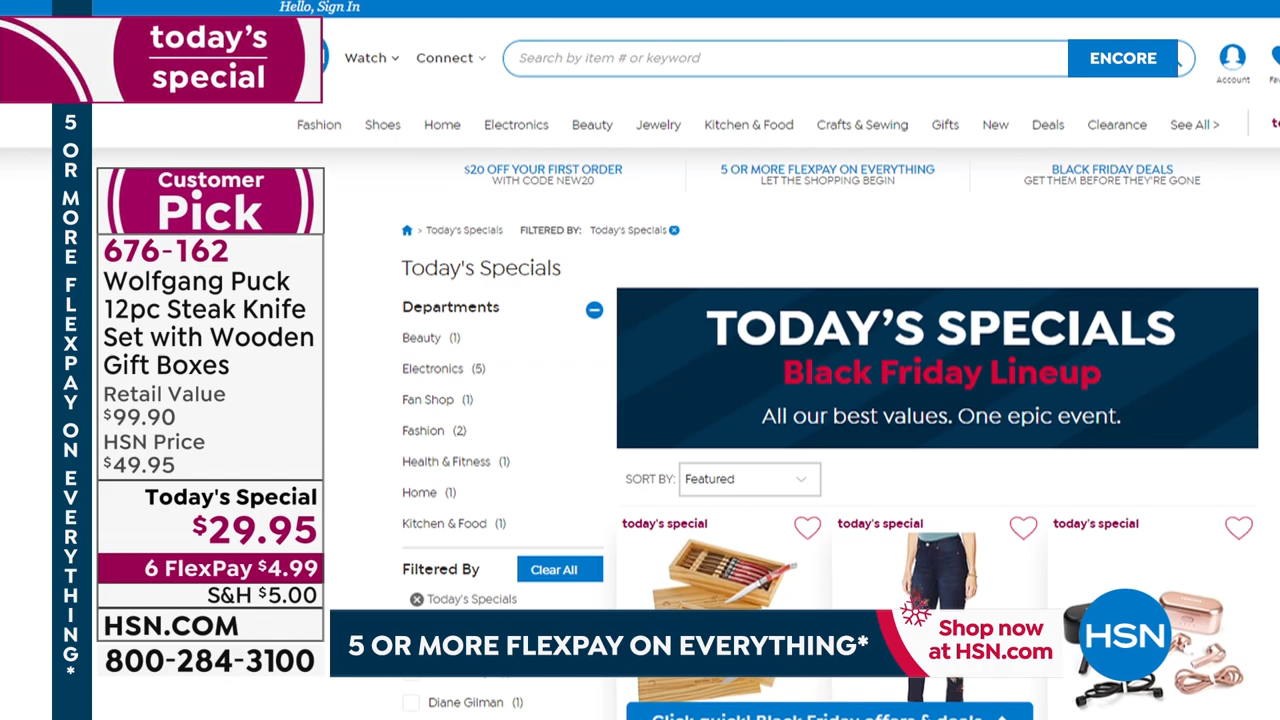 Hello, Sign In
today's
special
Watch
Connect
Search by item # or keyword
ENCORE
Account
Fashion
Shoes
Home
Electronics
Beauty
Jewelry
Kitchen & Food
Crafts & Sewing
Gifts
New
Deals
Clearance
See All >
5 OR MORE FLEXPAY ON EVERYTHING*
Customer
Pick
676-162
Wolfgang Puck
12pc Steak Knife
Set with Wooden
Gift Boxes
Retail Value
$99.90
HSN Price
$49.95
Today's Special
$29.95
6 FlexPay $4.99
S&H $5.00
HSN.COM
800-284-3100
$20 OFF YOUR FIRST ORDER
WITH CODE NEW20
5 OR MORE FLEXPAY ON EVERYTHING
LET THE SHOPPING BEGIN
BLACK FRIDAY DEALS
GET THEM BEFORE THEY'RE GONE
> Today's Specials
FILTERED BY: Today's Specials
Today's Specials
Departments
Beauty (1)
Electronics (5)
Fan Shop (1)
Fashion (2)
Health & Fitness (1)
Home (1)
Kitchen & Food (1)
Filtered By
Clear All
Today's Specials
Diane Gilman (1)
TODAY'S SPECIALS
Black Friday Lineup
All our best values. One epic event.
SORT BY: Featured
today's special
today's special
today's special
5 OR MORE FLEXPAY ON EVERYTHING*
Shop now
at HSN.com
HSN
Click quick! Black Friday offers & deals